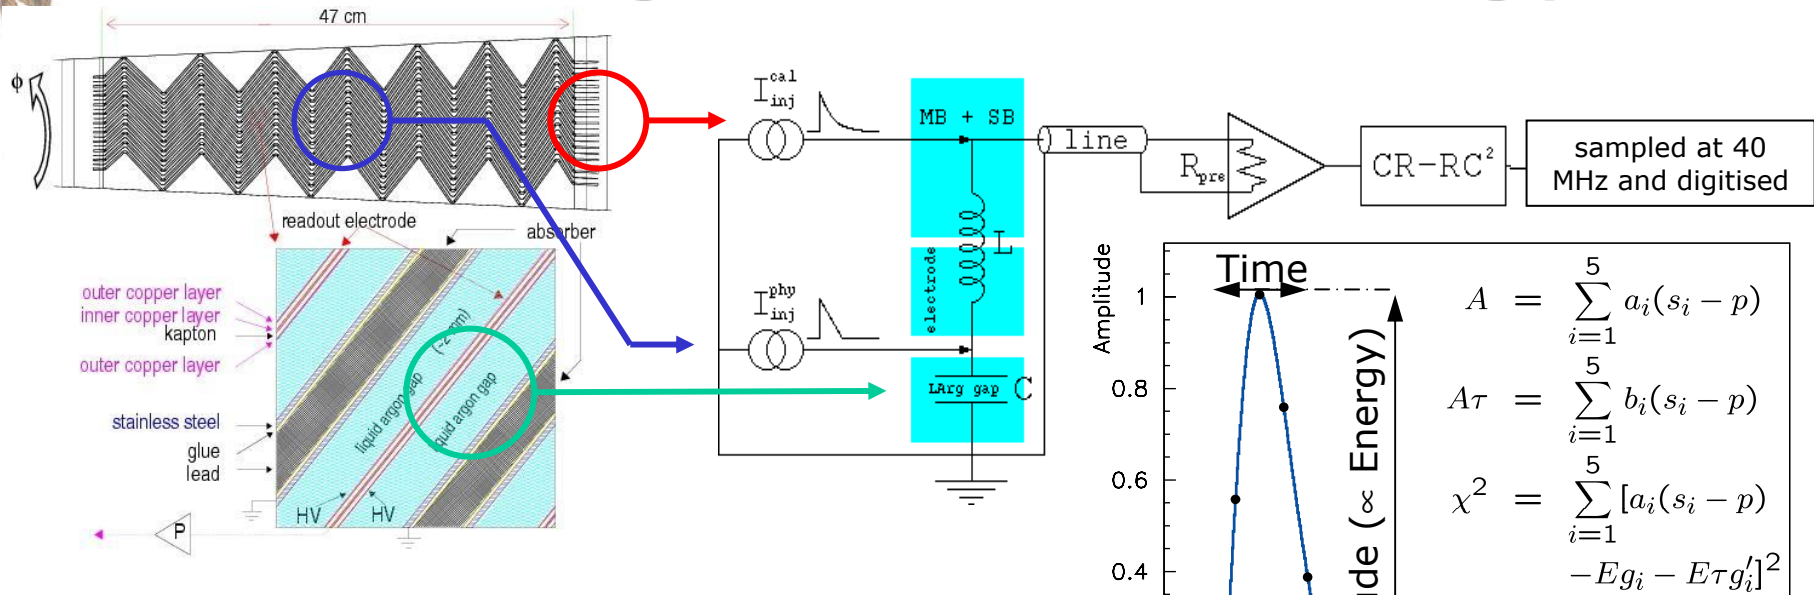 47 cm
ϕ
readout electrode
absorber
outer copper layer
inner copper layer
kapton
outer copper layer
stainless steel
glue
lead
(~2 mm)
liquid argon gap
liquid argon gap
HV
HV
P
I_inj^cal
I_inj^phy
MB + SB
L
electrode
LArg gap
C
line
R_pre
CR-RC²
sampled at 40
MHz and digitised
Amplitude
1
0.8
0.6
0.4
Time
(∝ Energy)
A = ∑_{i=1}^{5} a_i(s_i − p)
Aτ = ∑_{i=1}^{5} b_i(s_i − p)
χ² = ∑_{i=1}^{5} [a_i(s_i − p)
−Eg_i − Eτg′_i]²